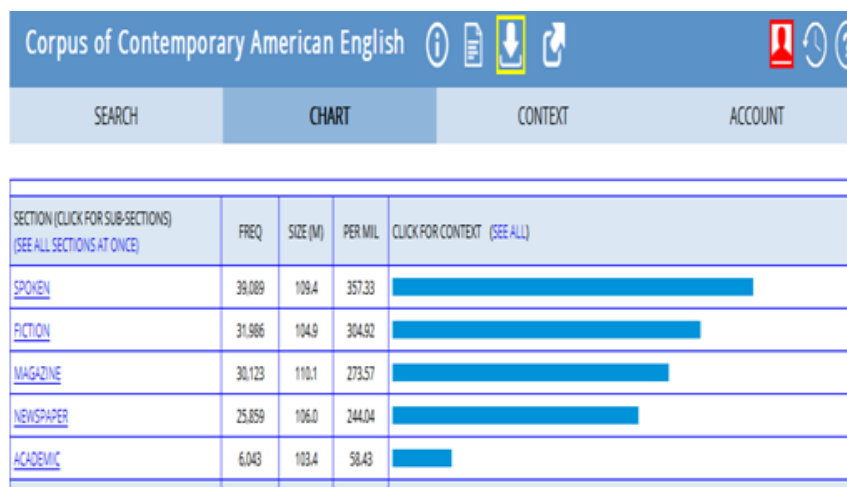 Corpus of Contemporary American English
SEARCH CHART CONTEXT ACCOUNT
SECTION (CLICK FOR SUB-SECTIONS) FREQ SIZE (M) PER MIL CLICK FOR CONTEXT (SEE ALL)
(SEE ALL SECTIONS AT ONCE)
SPOKEN 39,089 109.4 357.33
FICTION 31,986 104.9 304.92
MAGAZINE 30,123 110.1 273.57
NEWSPAPER 25,859 106.0 244.04
ACADEMIC 6,043 103.4 58.43